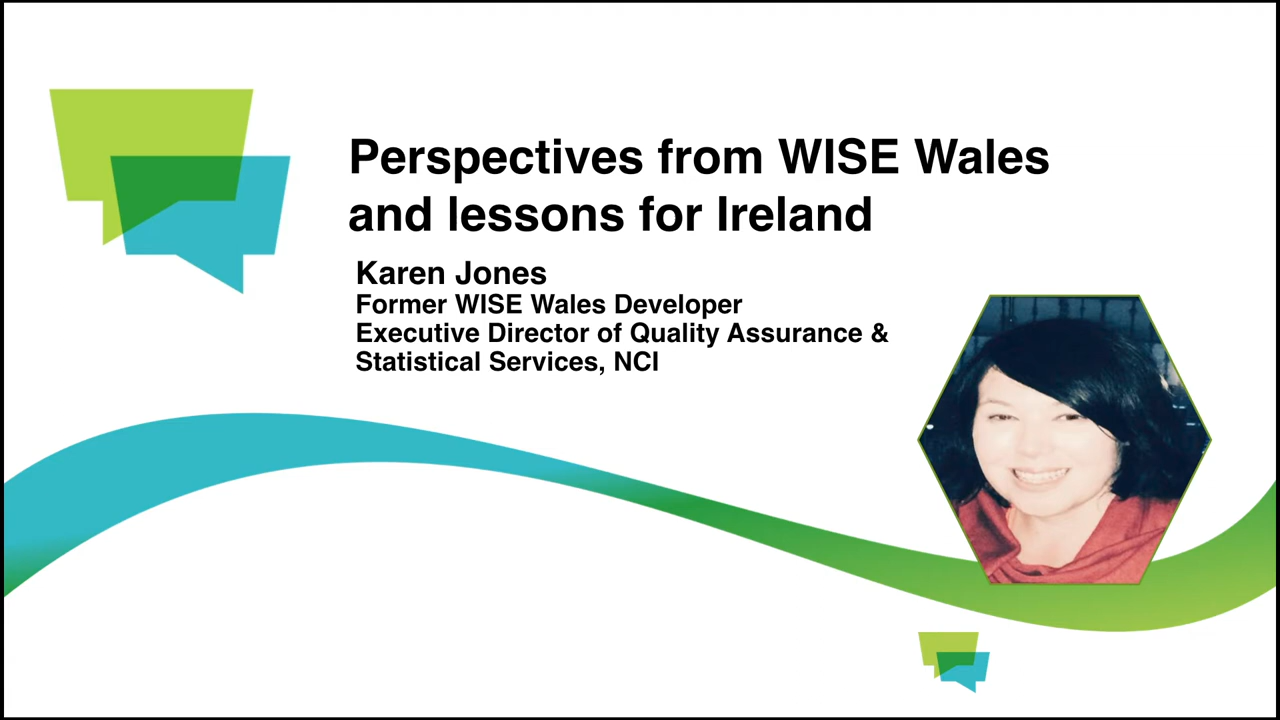 Perspectives from WISE Wales
and lessons for Ireland
Karen Jones
Former WISE Wales Developer
Executive Director of Quality Assurance &
Statistical Services, NCI